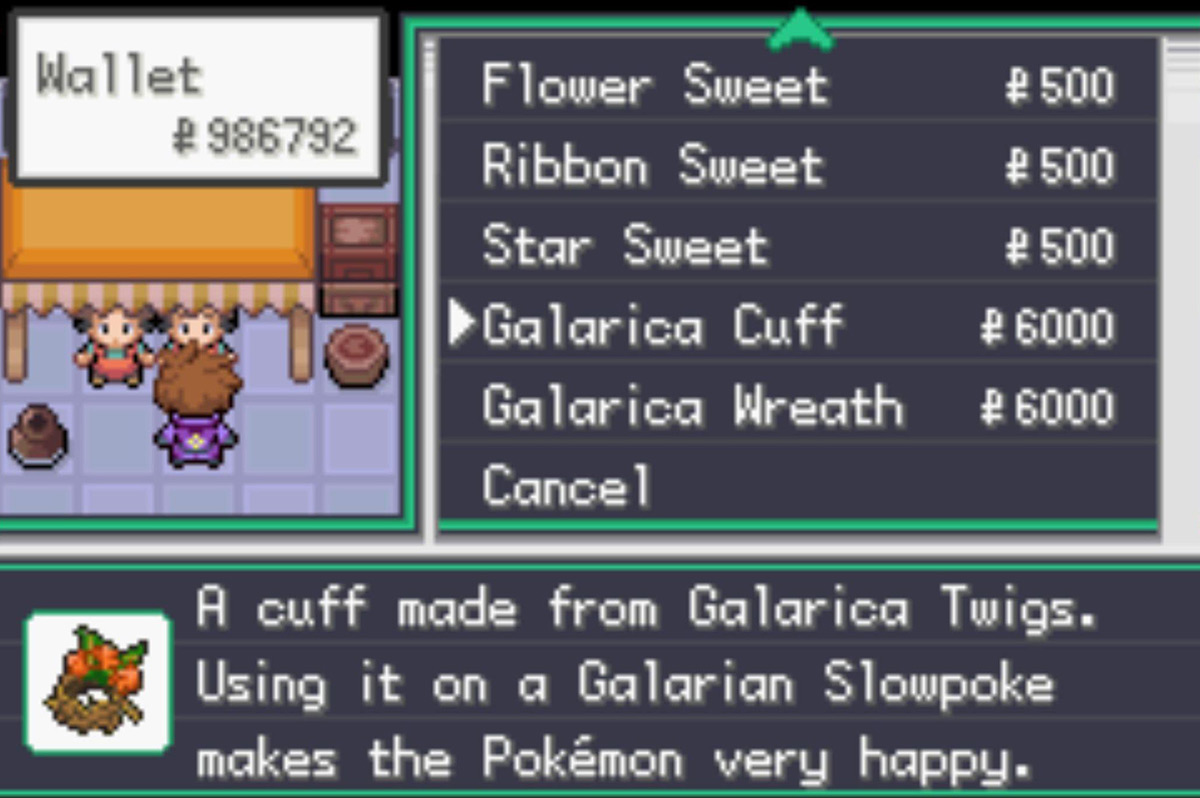 Wallet
₽986792
Flower Sweet ₽500
Ribbon Sweet ₽500
Star Sweet ₽500
Galarica Cuff ₽6000
Galarica Wreath ₽6000
Cancel
A cuff made from Galarica Twigs.
Using it on a Galarian Slowpoke
makes the Pokémon very happy.